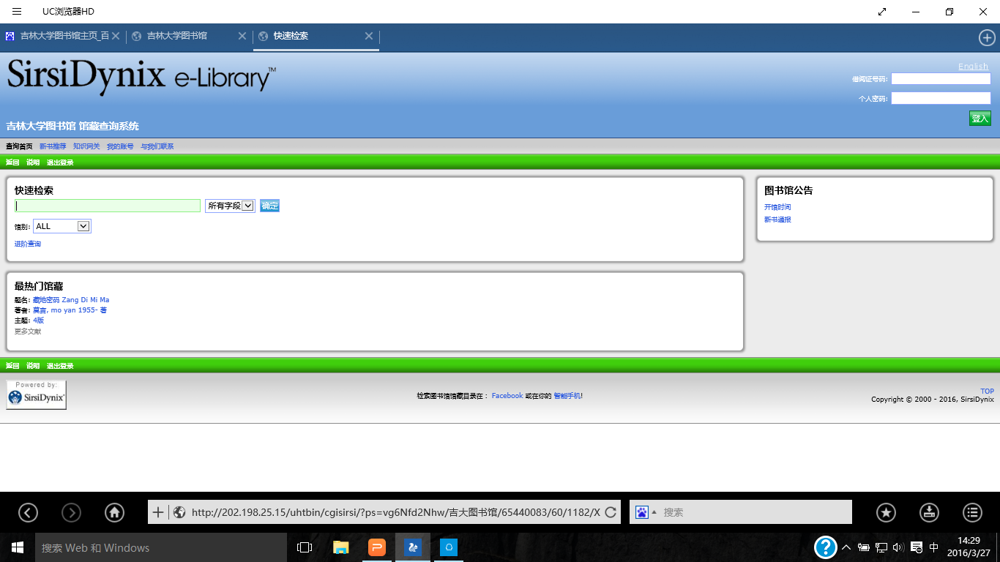 UC浏览器HD
吉林大学图书馆主页_百
吉林大学图书馆
快速检索
SirsiDynix e-Library™
English
借阅证号码:
个人密码:
登入
吉林大学图书馆 馆藏查询系统
查询首页 新书推荐 知识网关 我的账号 与我们联系
返回 说明 退出登录
快速检索
所有字段 确定
馆别: ALL
进阶查询
图书馆公告
开馆时间
新书通报
最热门馆藏
题名: 藏地密码 Zang Di Mi Ma
著者: 莫言, mo yan 1955- 著
主题: 4版
更多文献
返回 说明 退出登录
Powered by:
SirsiDynix
检索图书馆馆藏目录在： Facebook 或在你的 智能手机!
TOP
Copyright © 2000 - 2016, SirsiDynix
http://202.198.25.15/uhtbin/cgisirsi/?ps=vg6Nfd2Nhw/吉大图书馆/65440083/60/1182/X
搜索
搜索 Web 和 Windows
中
14:29
2016/3/27